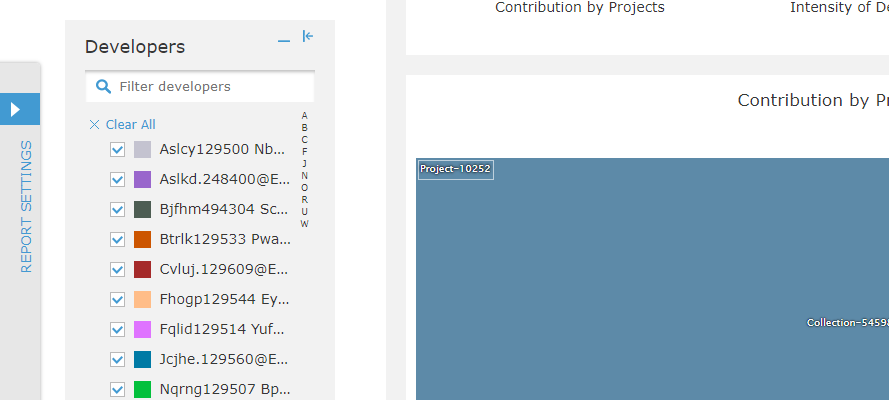 Contribution by Projects
Intensity of De
Developers
Filter developers
Clear All
A
B
C
F
J
N
O
R
U
W
Aslcy129500 Nb...
Aslkd.248400@E...
Bjfhm494304 Sc...
Btrlk129533 Pwa...
Cvluj.129609@E...
Fhogp129544 Ey...
Fqlid129514 Yuf...
Jcjhe.129560@E...
Nqrng129507 Bp...
REPORT SETTINGS
Contribution by Pr
Project-10252
Collection-54598